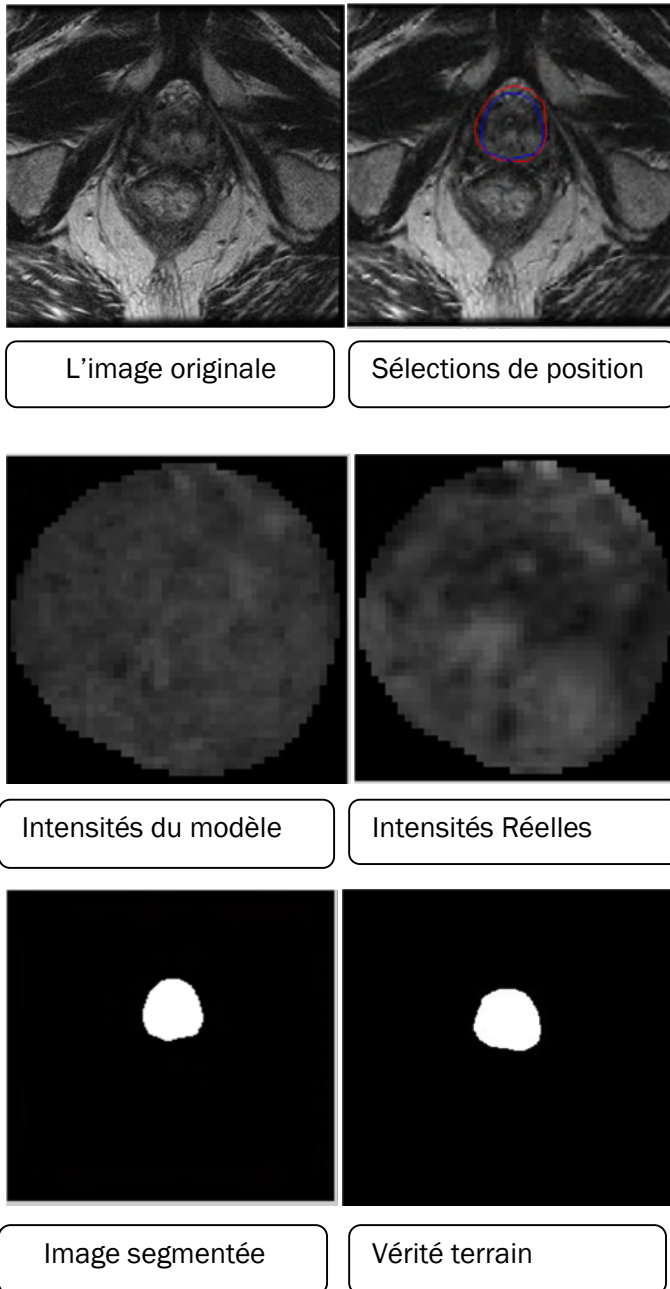 L’image originale
Sélections de position
Intensités du modèle
Intensités Réelles
Image segmentée
Vérité terrain